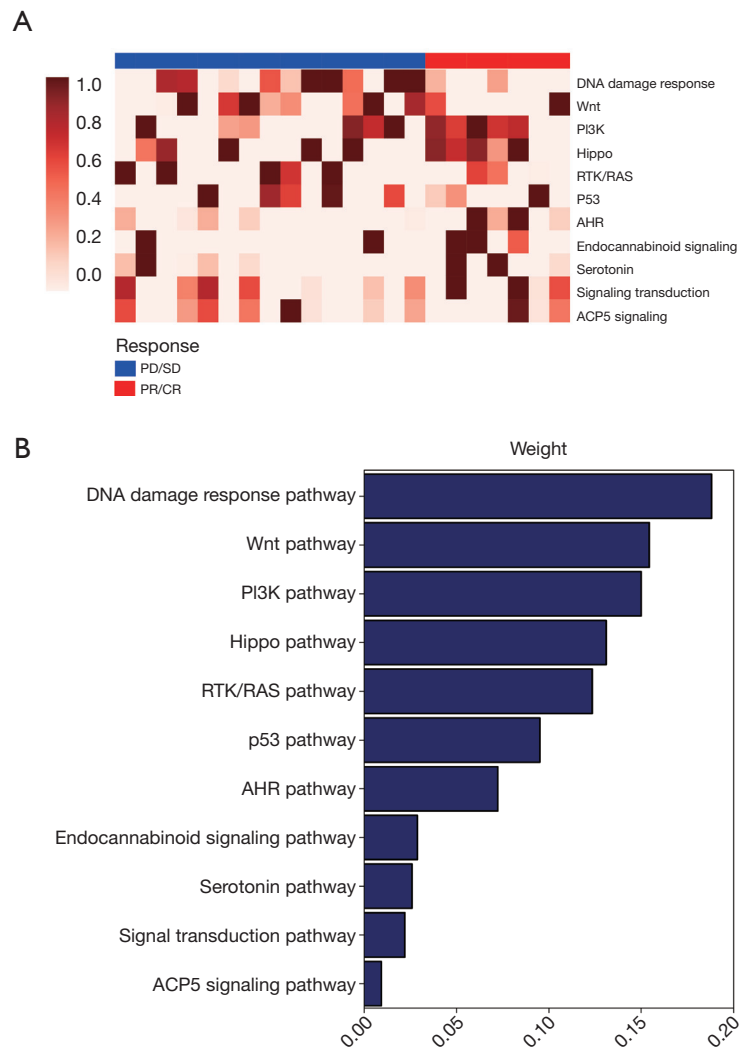 A
1.0
0.8
0.6
0.4
0.2
0.0
DNA damage response
Wnt
PI3K
Hippo
RTK/RAS
P53
AHR
Endocannabinoid signaling
Serotonin
Signaling transduction
ACP5 signaling
Response
PD/SD
PR/CR
B
Weight
DNA damage response pathway
Wnt pathway
PI3K pathway
Hippo pathway
RTK/RAS pathway
p53 pathway
AHR pathway
Endocannabinoid signaling pathway
Serotonin pathway
Signal transduction pathway
ACP5 signaling pathway
0.00 0.05 0.10 0.15 0.20